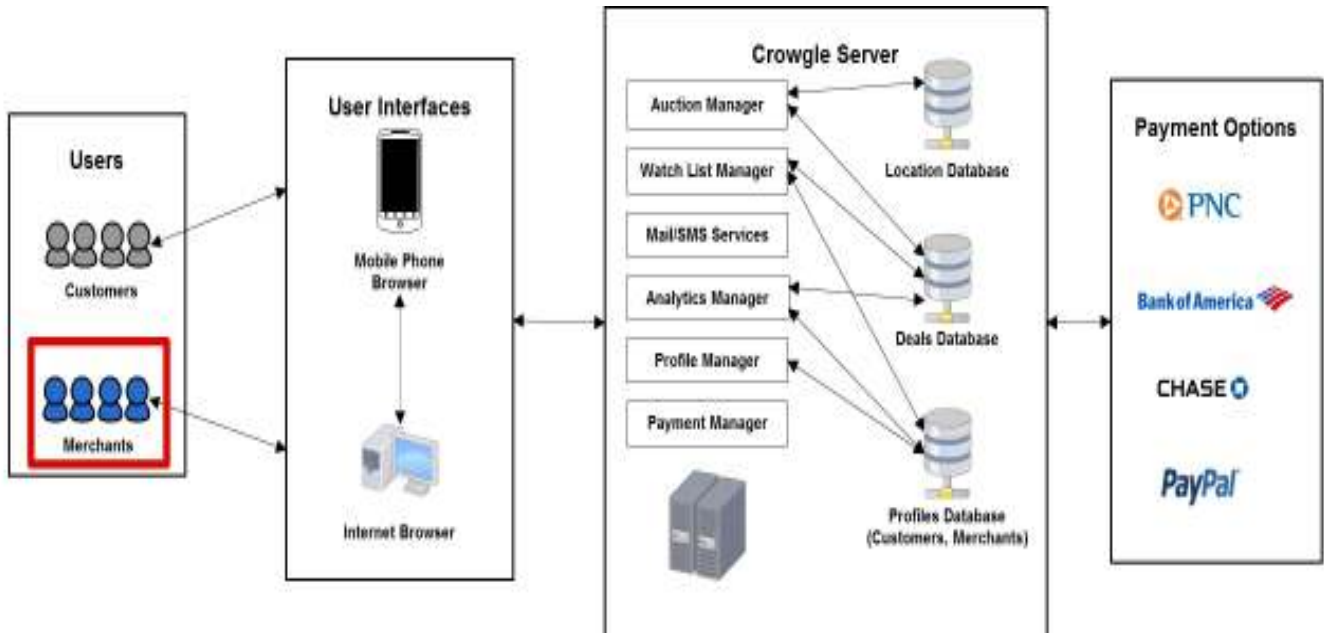 Users
Customers
Merchants
User Interfaces
Mobile Phone
Browser
Internet Browser
Crowgle Server
Auction Manager
Watch List Manager
Mail/SMS Services
Analytics Manager
Profile Manager
Payment Manager
Location Database
Deals Database
Profiles Database
(Customers, Merchants)
Payment Options
PNC
Bank of America
CHASE
PayPal